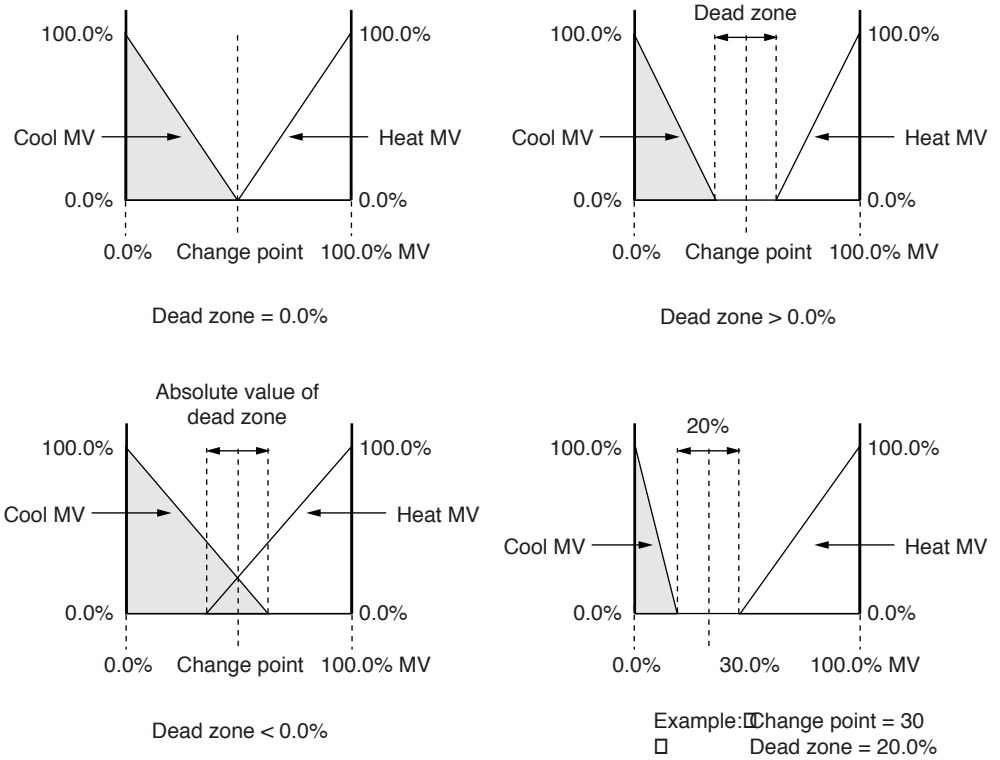 100.0%
100.0%
Cool MV
Heat MV
0.0%
0.0%
0.0%
Change point
100.0% MV
Dead zone = 0.0%
Dead zone
100.0%
100.0%
Cool MV
Heat MV
0.0%
0.0%
0.0%
Change point
100.0% MV
Dead zone > 0.0%
Absolute value of
dead zone
100.0%
100.0%
Cool MV
Heat MV
0.0%
0.0%
0.0%
Change point
100.0% MV
Dead zone < 0.0%
20%
100.0%
100.0%
Cool MV
Heat MV
0.0%
0.0%
0.0%
30.0%
100.0% MV
Example:□Change point = 30
□ Dead zone = 20.0%